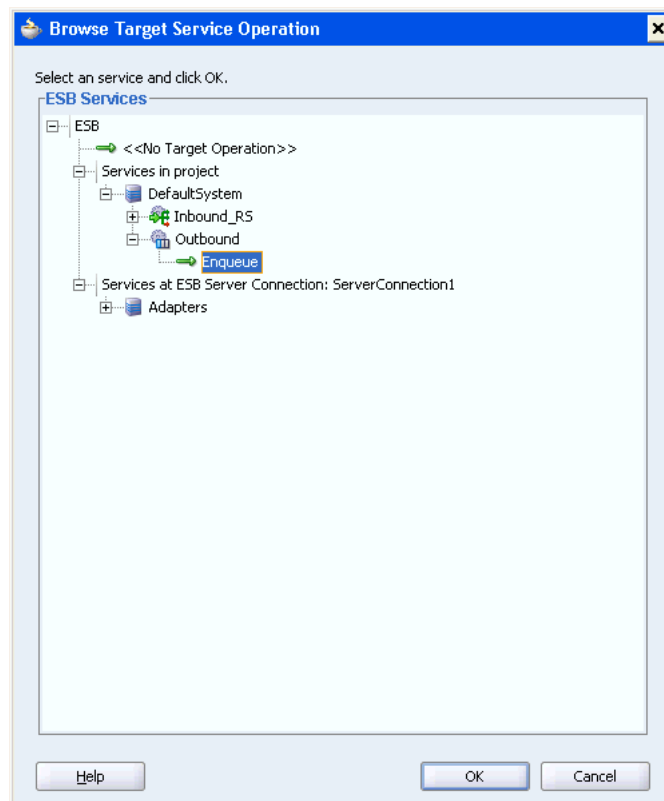 Browse Target Service Operation
Select an service and click OK.
ESB Services
ESB
<<No Target Operation>>
Services in project
DefaultSystem
Inbound_RS
Outbound
Enqueue
Services at ESB Server Connection: ServerConnection1
Adapters
Help OK Cancel